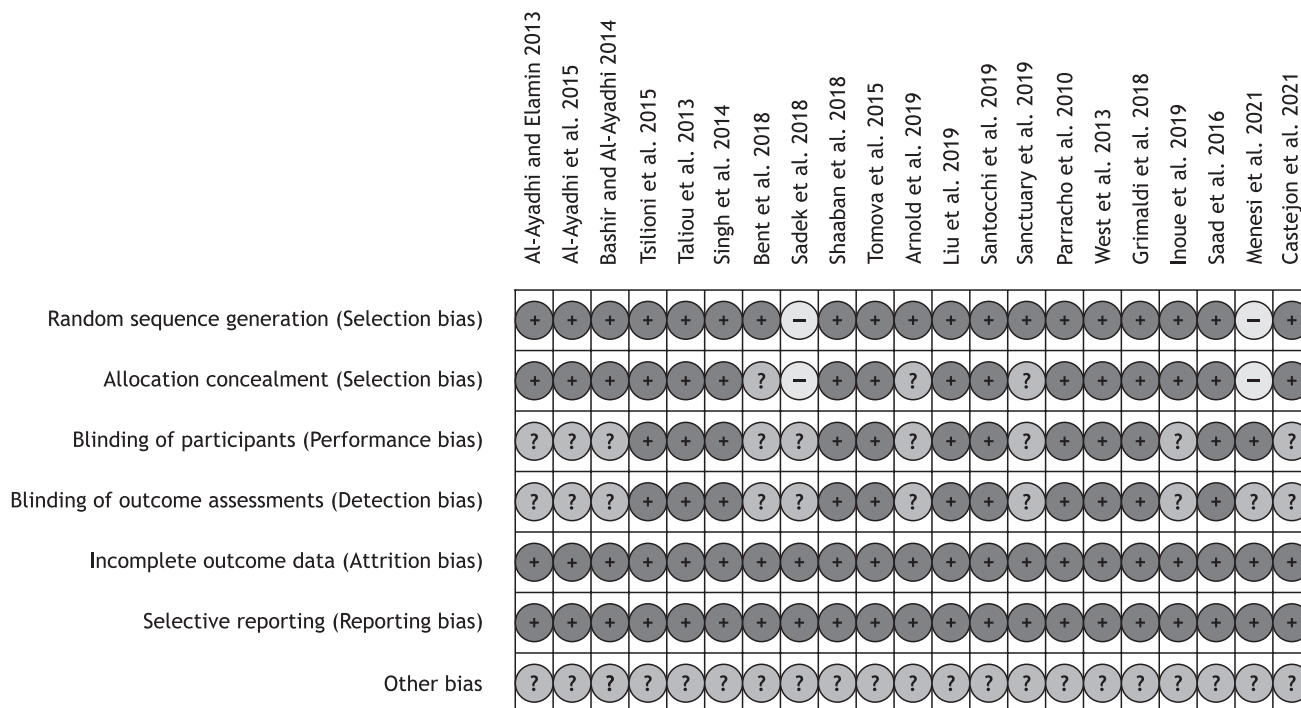 Al-Ayadhi and Elamin 2013
Al-Ayadhi et al. 2015
Bashir and Al-Ayadhi 2014
Tsilioni et al. 2015
Taliou et al. 2013
Singh et al. 2014
Bent et al. 2018
Sadek et al. 2018
Shaaban et al. 2018
Tomova et al. 2015
Arnold et al. 2019
Liu et al. 2019
Santocchi et al. 2019
Sanctuary et al. 2019
Parracho et al. 2010
West et al. 2013
Grimaldi et al. 2018
Inoue et al. 2019
Saad et al. 2016
Menesi et al. 2021
Castejon et al. 2021
Random sequence generation (Selection bias) + + + + + + + − + + + + + + + + + + + − +
Allocation concealment (Selection bias) + + + + + + ? − + + ? + + ? + + + + + − +
Blinding of participants (Performance bias) ? ? ? + + + ? ? + + ? + + ? + + + ? + + ?
Blinding of outcome assessments (Detection bias) ? ? ? + + + ? ? + + ? + + ? + + + ? + ? ?
Incomplete outcome data (Attrition bias) + + + + + + + + + + + + + + + + + + + + +
Selective reporting (Reporting bias) + + + + + + + + + + + + + + + + + + + + +
Other bias ? ? ? ? ? ? ? ? ? ? ? ? ? ? ? ? ? ? ? ? ?